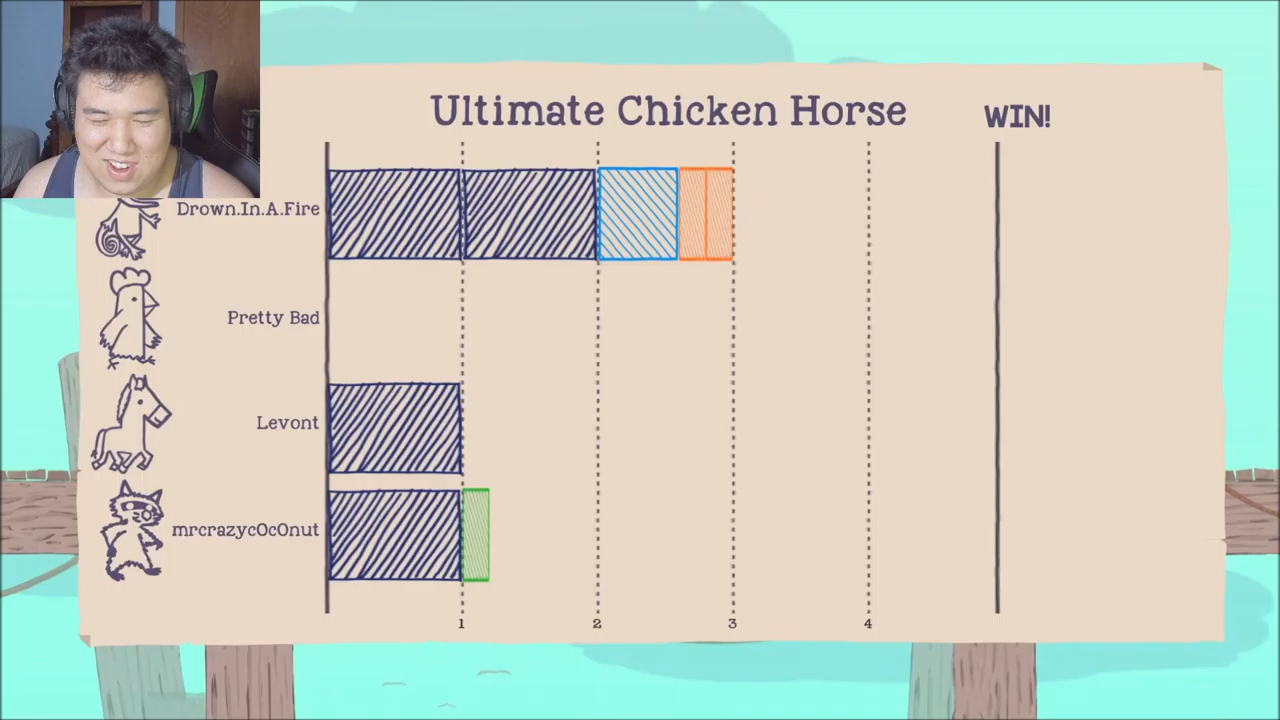 Ultimate Chicken Horse
WIN!
Drown.In.A.Fire
Pretty Bad
Levont
mrcrazycOcOnut
1 2 3 4